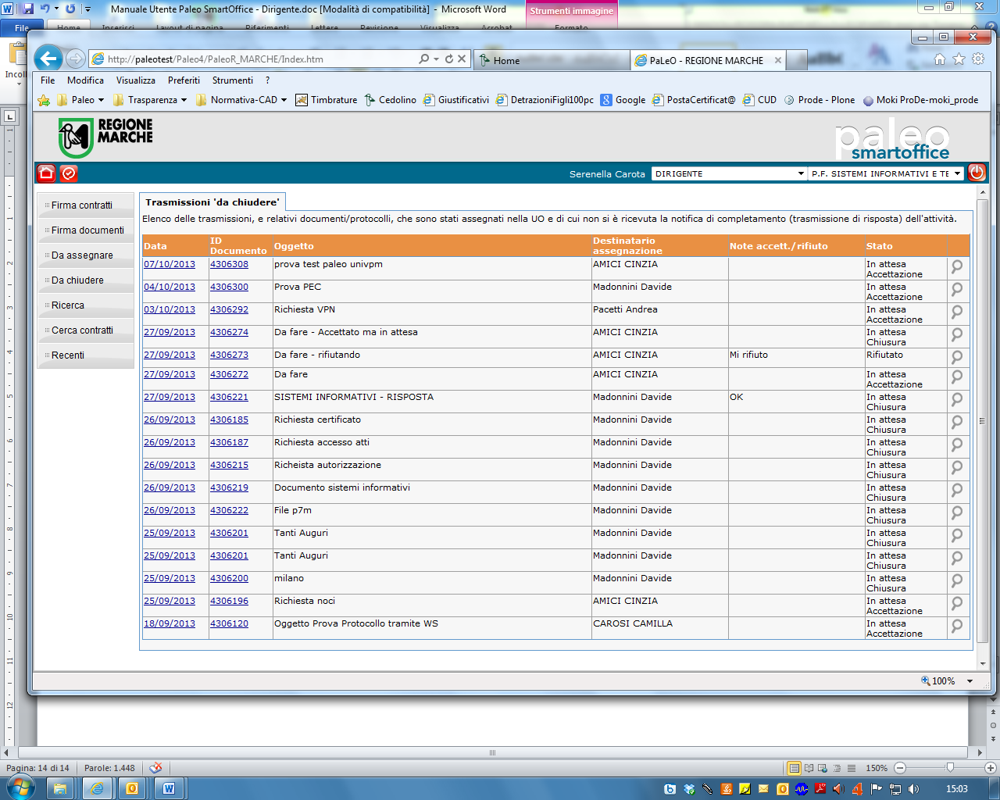 Manuale Utente Paleo SmartOffice - Dirigente.doc [Modalità di compatibilità] - Microsoft Word
Strumenti immagine
File Home Inserisci Layout di pagina Riferimenti Lettere Revisione Visualizza Acrobat Formato
Incoll
http://paleotest/Paleo4/PaleoR_MARCHE/Index.htm
Home
PaLeO - REGIONE MARCHE
File Modifica Visualizza Preferiti Strumenti ?
Paleo Trasparenza Normativa-CAD Timbrature Cedolino Giustificativi DetrazioniFigli100pc Google PostaCertificat@ CUD Prode - Plone Moki ProDe-moki_prode
REGIONE
MARCHE
paleo
smartoffice
Serenella Carota DIRIGENTE P.F. SISTEMI INFORMATIVI E TE
Firma contratti
Firma documenti
Da assegnare
Da chiudere
Ricerca
Cerca contratti
Recenti
Trasmissioni 'da chiudere'
Elenco delle trasmissioni, e relativi documenti/protocolli, che sono stati assegnati nella UO e di cui non si è ricevuta la notifica di completamento (trasmissione di risposta) dell'attività.
Data ID Documento Oggetto Destinatario assegnazione Note accett./rifiuto Stato
07/10/2013 4306308 prova test paleo univpm AMICI CINZIA In attesa Accettazione
04/10/2013 4306300 Prova PEC Madonnini Davide In attesa Accettazione
03/10/2013 4306292 Richiesta VPN Pacetti Andrea In attesa Accettazione
27/09/2013 4306274 Da fare - Accettato ma in attesa AMICI CINZIA In attesa Chiusura
27/09/2013 4306273 Da fare - rifiutando AMICI CINZIA Mi rifiuto Rifiutato
27/09/2013 4306272 Da fare AMICI CINZIA In attesa Accettazione
27/09/2013 4306221 SISTEMI INFORMATIVI - RISPOSTA Madonnini Davide OK In attesa Chiusura
26/09/2013 4306185 Richiesta certificato Madonnini Davide In attesa Chiusura
26/09/2013 4306187 Richiesta accesso atti Madonnini Davide In attesa Chiusura
26/09/2013 4306215 Richeista autorizzazione Madonnini Davide In attesa Chiusura
26/09/2013 4306219 Documento sistemi informativi Madonnini Davide In attesa Chiusura
26/09/2013 4306222 File p7m Madonnini Davide In attesa Chiusura
25/09/2013 4306201 Tanti Auguri Madonnini Davide In attesa Chiusura
25/09/2013 4306201 Tanti Auguri Madonnini Davide In attesa Chiusura
25/09/2013 4306200 milano Madonnini Davide In attesa Chiusura
25/09/2013 4306196 Richiesta noci AMICI CINZIA In attesa Accettazione
18/09/2013 4306120 Oggetto Prova Protocollo tramite WS CAROSI CAMILLA In attesa Accettazione
100%
Pagina: 14 di 14 Parole: 1.448 150%
15:03